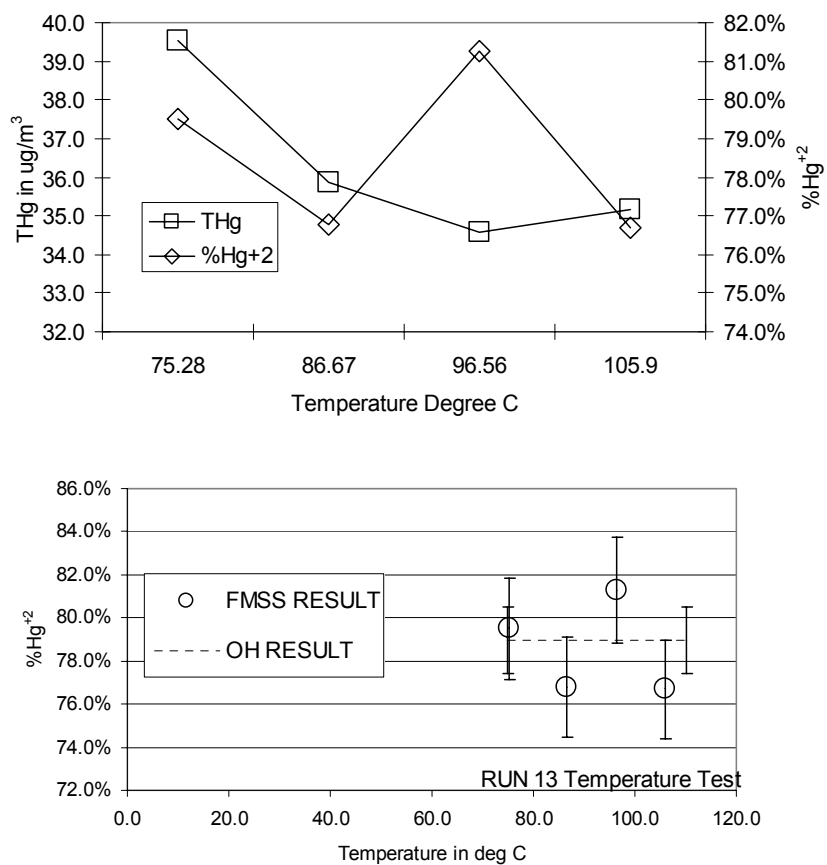 40.0
39.0
38.0
37.0
36.0
35.0
34.0
33.0
32.0
THg in ug/m³
82.0%
81.0%
80.0%
79.0%
78.0%
77.0%
76.0%
75.0%
74.0%
%Hg⁺²
THg
%Hg+2
75.28 86.67 96.56 105.9
Temperature Degree C
86.0%
84.0%
82.0%
80.0%
78.0%
76.0%
74.0%
72.0%
%Hg⁺²
FMSS RESULT
OH RESULT
RUN 13 Temperature Test
0.0 20.0 40.0 60.0 80.0 100.0 120.0
Temperature in deg C